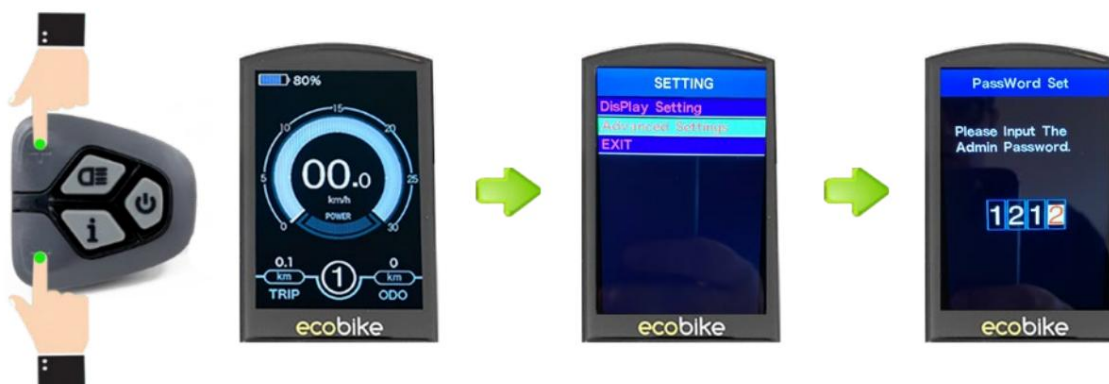 i
80%
15
10
20
5
25
00.0
km/h
POWER
0
30
0.1
0
km
1
km
TRIP
ODO
ecobike
SETTING
DisPlay Setting
Advanced Settings
EXIT
ecobike
PassWord Set
Please Input The
Admin Password.
1212
ecobike